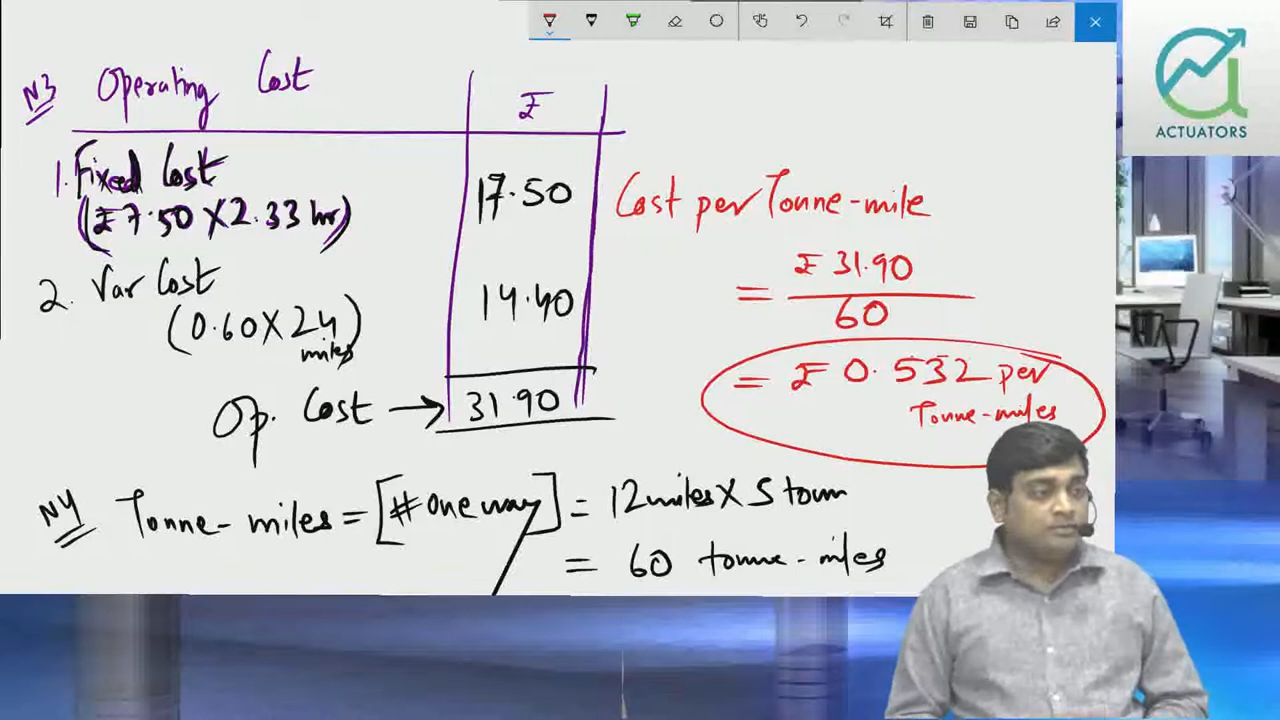 N3 Operating Cost
₹
1. Fixed Cost
(₹7.50 X 2.33 hr)
17.50
2. Var Cost
(0.60 X 24
miles)
14.40
Op. Cost → 31.90
Cost per Tonne-mile
= ₹ 31.90
60
= ₹ 0.532 per
Tonne-miles
N4 Tonne-miles = [# One way] = 12 miles X 5 tonn
= 60 tonne-miles
ACTUATORS